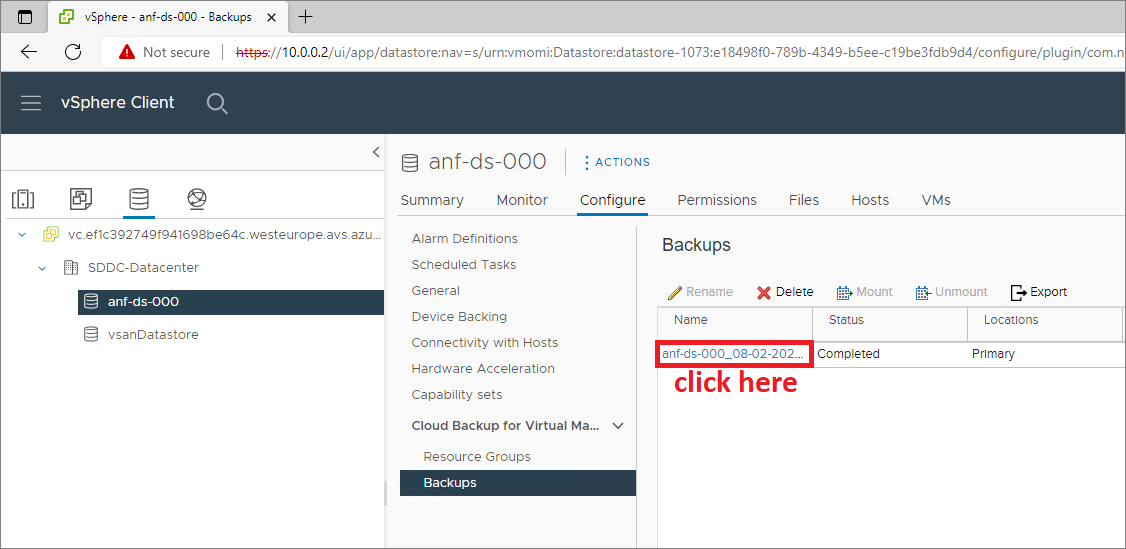 vSphere - anf-ds-000 - Backups
Not secure https://10.0.0.2/ui/app/datastore;nav=s/urn:vmomi:Datastore:datastore-1073:e18498f0-789b-4349-b5ee-c19be3fdb9d4/configure/plugin/com.n
vSphere Client
anf-ds-000 ACTIONS
Summary Monitor Configure Permissions Files Hosts VMs
vc.ef1c392749f941698be64c.westeurope.avs.azu...
SDDC-Datacenter
anf-ds-000
vsanDatastore
Alarm Definitions
Scheduled Tasks
General
Device Backing
Connectivity with Hosts
Hardware Acceleration
Capability sets
Cloud Backup for Virtual Ma...
Resource Groups
Backups
Backups
Rename Delete Mount Unmount Export
Name Status Locations
anf-ds-000_08-02-202... Completed Primary
click here